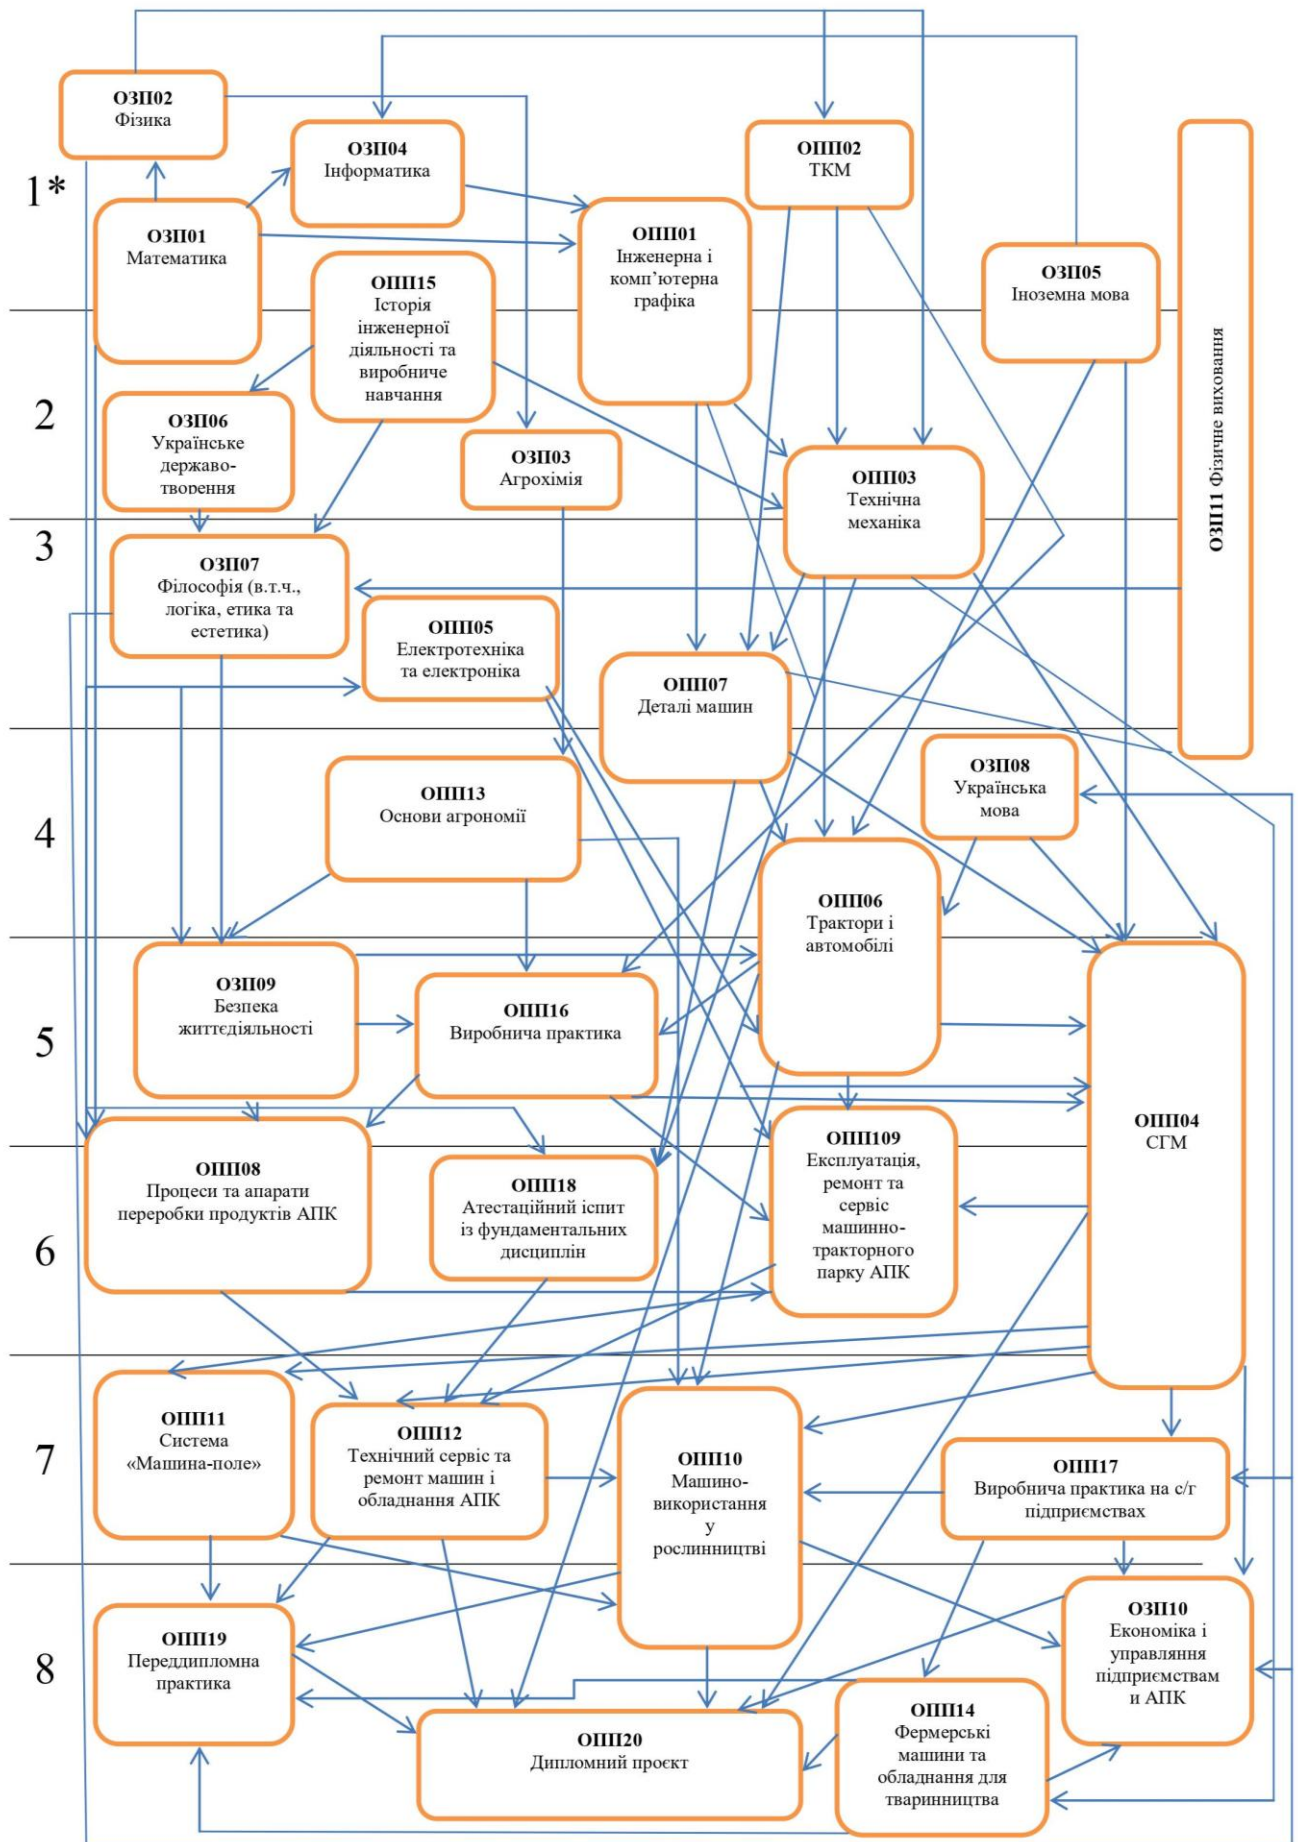 ОЗП02
Фізика
ОЗП04
Інформатика
ОПП02
ТКМ
1*
ОЗП01
Математика
ОПП15
Історія
інженерної
діяльності та
виробниче
навчання
ОПП01
Інженерна і
комп’ютерна
графіка
ОЗП05
Іноземна мова
ОЗП11 Фізичне виховання
2
ОЗП06
Українське
державо-
творення
ОЗП03
Агрохімія
ОПП03
Технічна
механіка
3
ОЗП07
Філософія (в.т.ч.,
логіка, етика та
естетика)
ОПП05
Електротехніка
та електроніка
ОПП07
Деталі машин
4
ОПП13
Основи агрономії
ОЗП08
Українська
мова
ОПП06
Трактори і
автомобілі
5
ОЗП09
Безпека
життєдіяльності
ОПП16
Виробнича практика
ОПП04
СГМ
6
ОПП08
Процеси та апарати
переробки продуктів АПК
ОПП18
Атестаційний іспит
із фундаментальних
дисциплін
ОПП109
Експлуатація,
ремонт та
сервіс
машинно-
тракторного
парку АПК
7
ОПП11
Система
«Машина-поле»
ОПП12
Технічний сервіс та
ремонт машин і
обладнання АПК
ОПП10
Машино-
використання
у
рослинництві
ОПП17
Виробнича практика на с/г
підприємствах
8
ОПП19
Переддипломна
практика
ОПП20
Дипломний проєкт
ОПП14
Фермерські
машини та
обладнання для
тваринництва
ОЗП10
Економіка і
управляння
підприємствам
и АПК